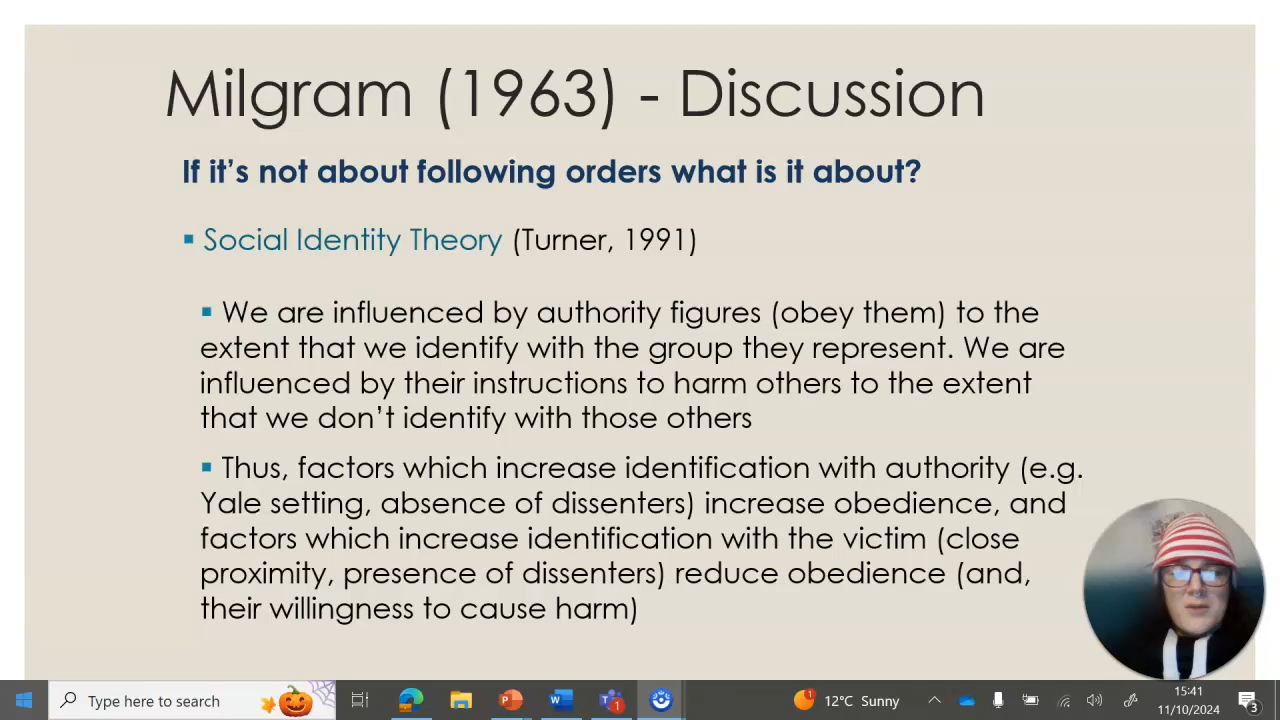 Milgram (1963) - Discussion
If it's not about following orders what is it about?
▪ Social Identity Theory (Turner, 1991)
▪ We are influenced by authority figures (obey them) to the
extent that we identify with the group they represent. We are
influenced by their instructions to harm others to the extent
that we don't identify with those others
▪ Thus, factors which increase identification with authority (e.g.
Yale setting, absence of dissenters) increase obedience, and
factors which increase identification with the victim (close
proximity, presence of dissenters) reduce obedience (and,
their willingness to cause harm)
Type here to search
P
W
1
1
12°C Sunny
15:41
11/10/2024
3